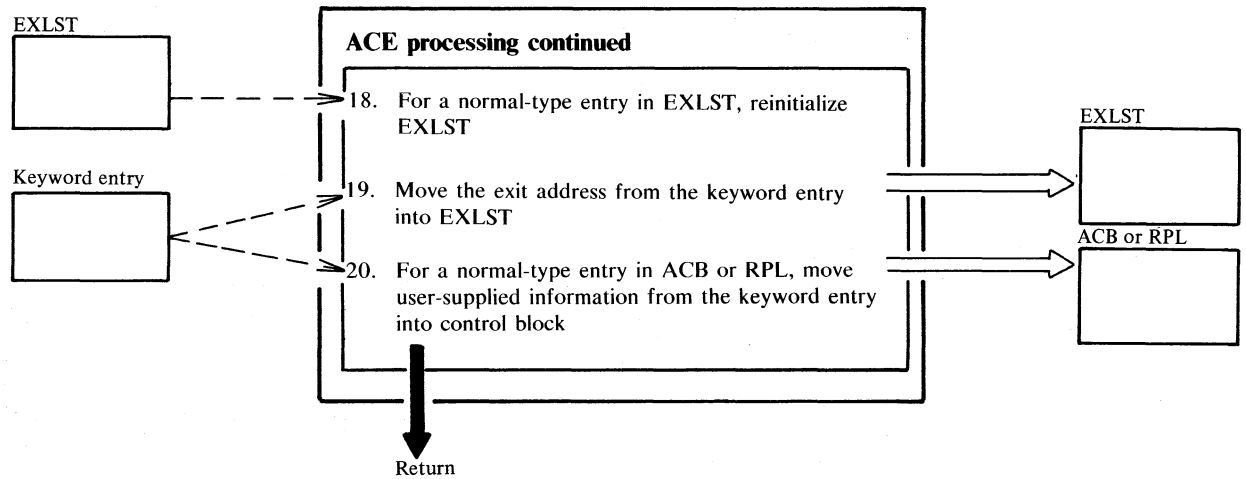 EXLST
Keyword entry
ACE processing continued
18. For a normal-type entry in EXLST, reinitialize
EXLST
19. Move the exit address from the keyword entry
into EXLST
20. For a normal-type entry in ACB or RPL, move
user-supplied information from the keyword entry
into control block
Return
EXLST
ACB or RPL